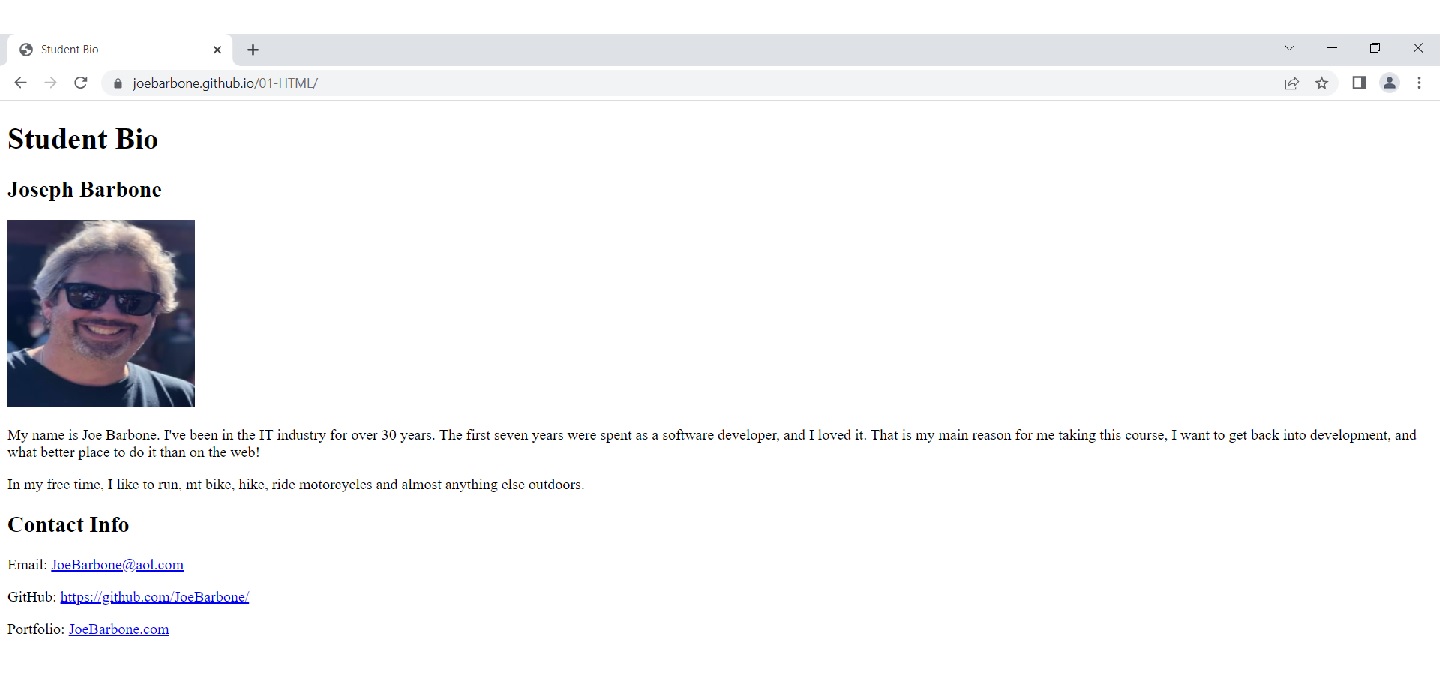 Student Bio
joebarbone.github.io/01-HTML/
Student Bio
Joseph Barbone
My name is Joe Barbone. I've been in the IT industry for over 30 years. The first seven years were spent as a software developer, and I loved it. That is my main reason for me taking this course, I want to get back into development, and
what better place to do it than on the web!
In my free time, I like to run, mt bike, hike, ride motorcycles and almost anything else outdoors.
Contact Info
Email: JoeBarbone@aol.com
GitHub: https://github.com/JoeBarbone/
Portfolio: JoeBarbone.com